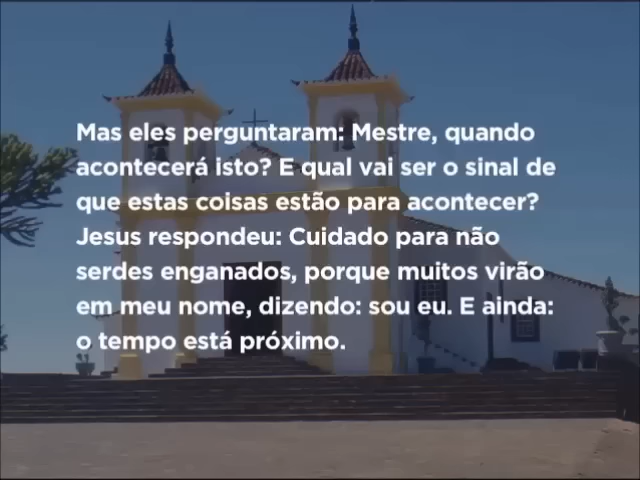 Mas eles perguntaram: Mestre, quando
acontecerá isto? E qual vai ser o sinal de
que estas coisas estão para acontecer?
Jesus respondeu: Cuidado para não
serdes enganados, porque muitos virão
em meu nome, dizendo: sou eu. E ainda:
o tempo está próximo.